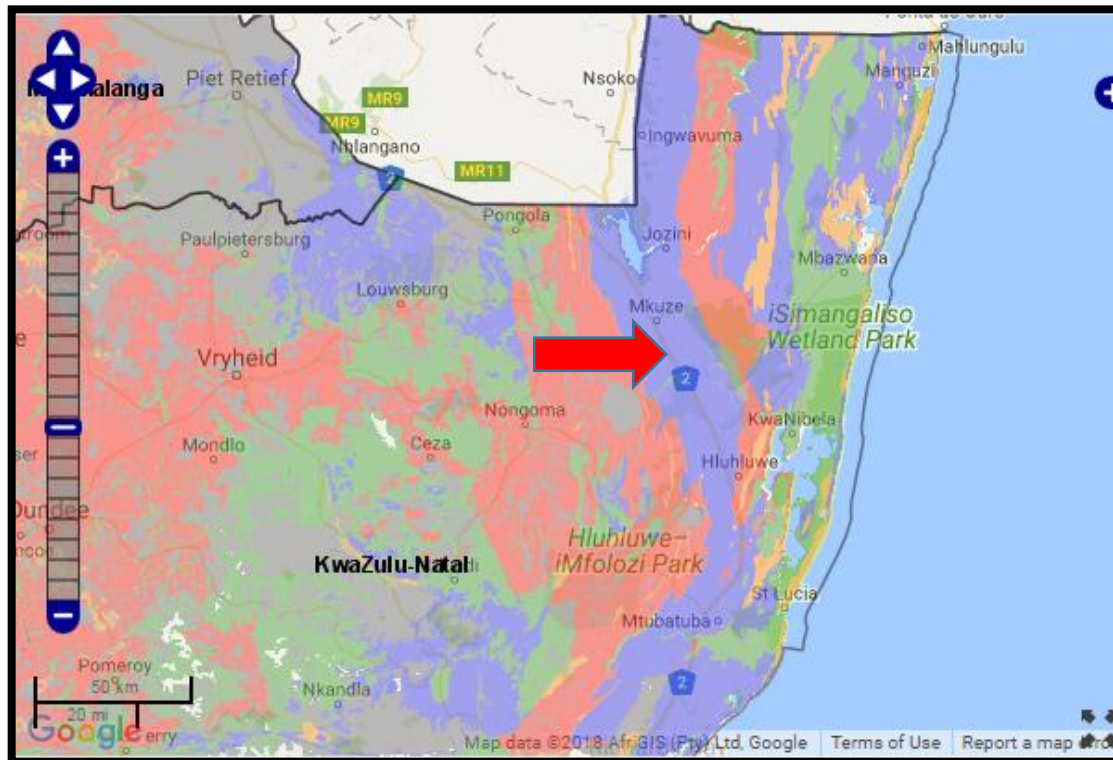 Mahlungulu
Piet Retief
Nsoko
Manguzi
MR9
MR9
Ingwavuma
Nhlangano
MR11
2
Pongola
Paulpietersburg
Jozini
Mbazwana
Louwsburg
Mkuze
iSimangaliso
Wetland Park
Vryheid
2
Nongoma
KwaNibela
Mondlo
Ceza
Hluhluwe
Dundee
Hluhluwe-
iMfolozi Park
KwaZulu-Natal
St Lucia
Mtubatuba
Pomeroy
50 km
Nkandla
2
20 mi
Google
Map data ©2018 AfriGIS (Pty) Ltd, Google
Terms of Use
Report a map error